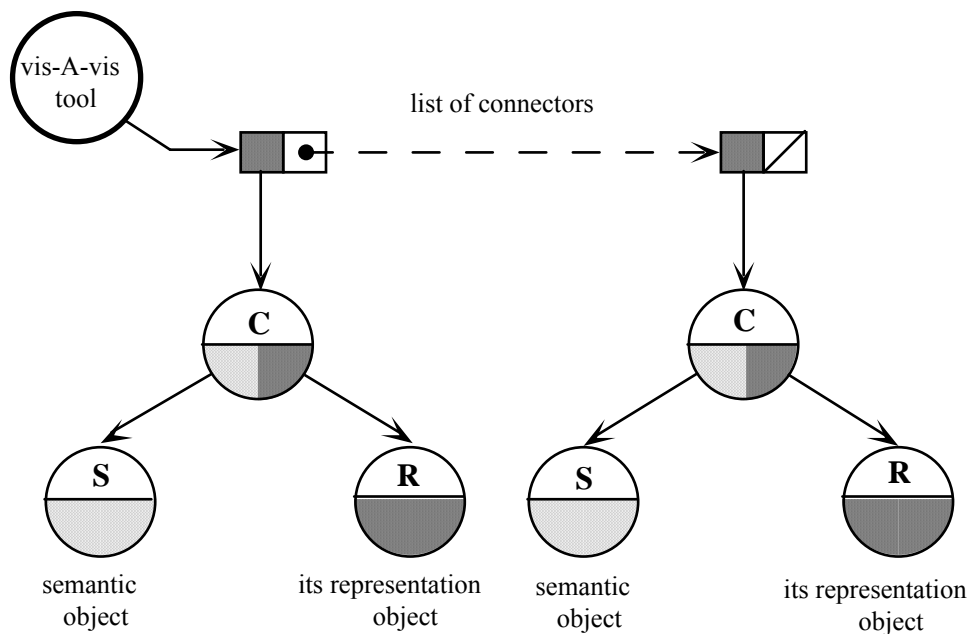 vis-A-vis
tool
list of connectors
C
C
S
R
S
R
semantic
object
its representation
object
semantic
object
its representation
object